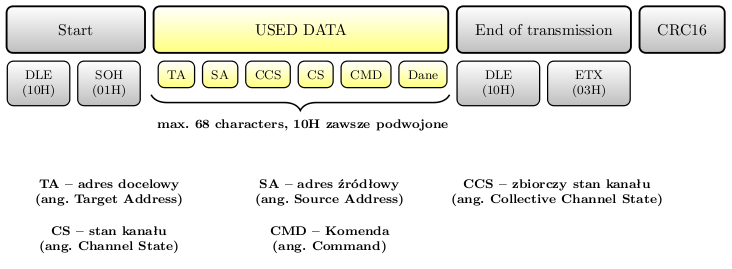 Start USED DATA End of transmission CRC16
DLE (10H) SOH (01H) TA SA CCS CS CMD Dane DLE (10H) ETX (03H)
max. 68 characters, 10H zawsze podwojone
TA – adres docelowy
(ang. Target Address)
SA – adres źródłowy
(ang. Source Address)
CCS – zbiorczy stan kanału
(ang. Collective Channel State)
CS – stan kanału
(ang. Channel State)
CMD – Komenda
(ang. Command)